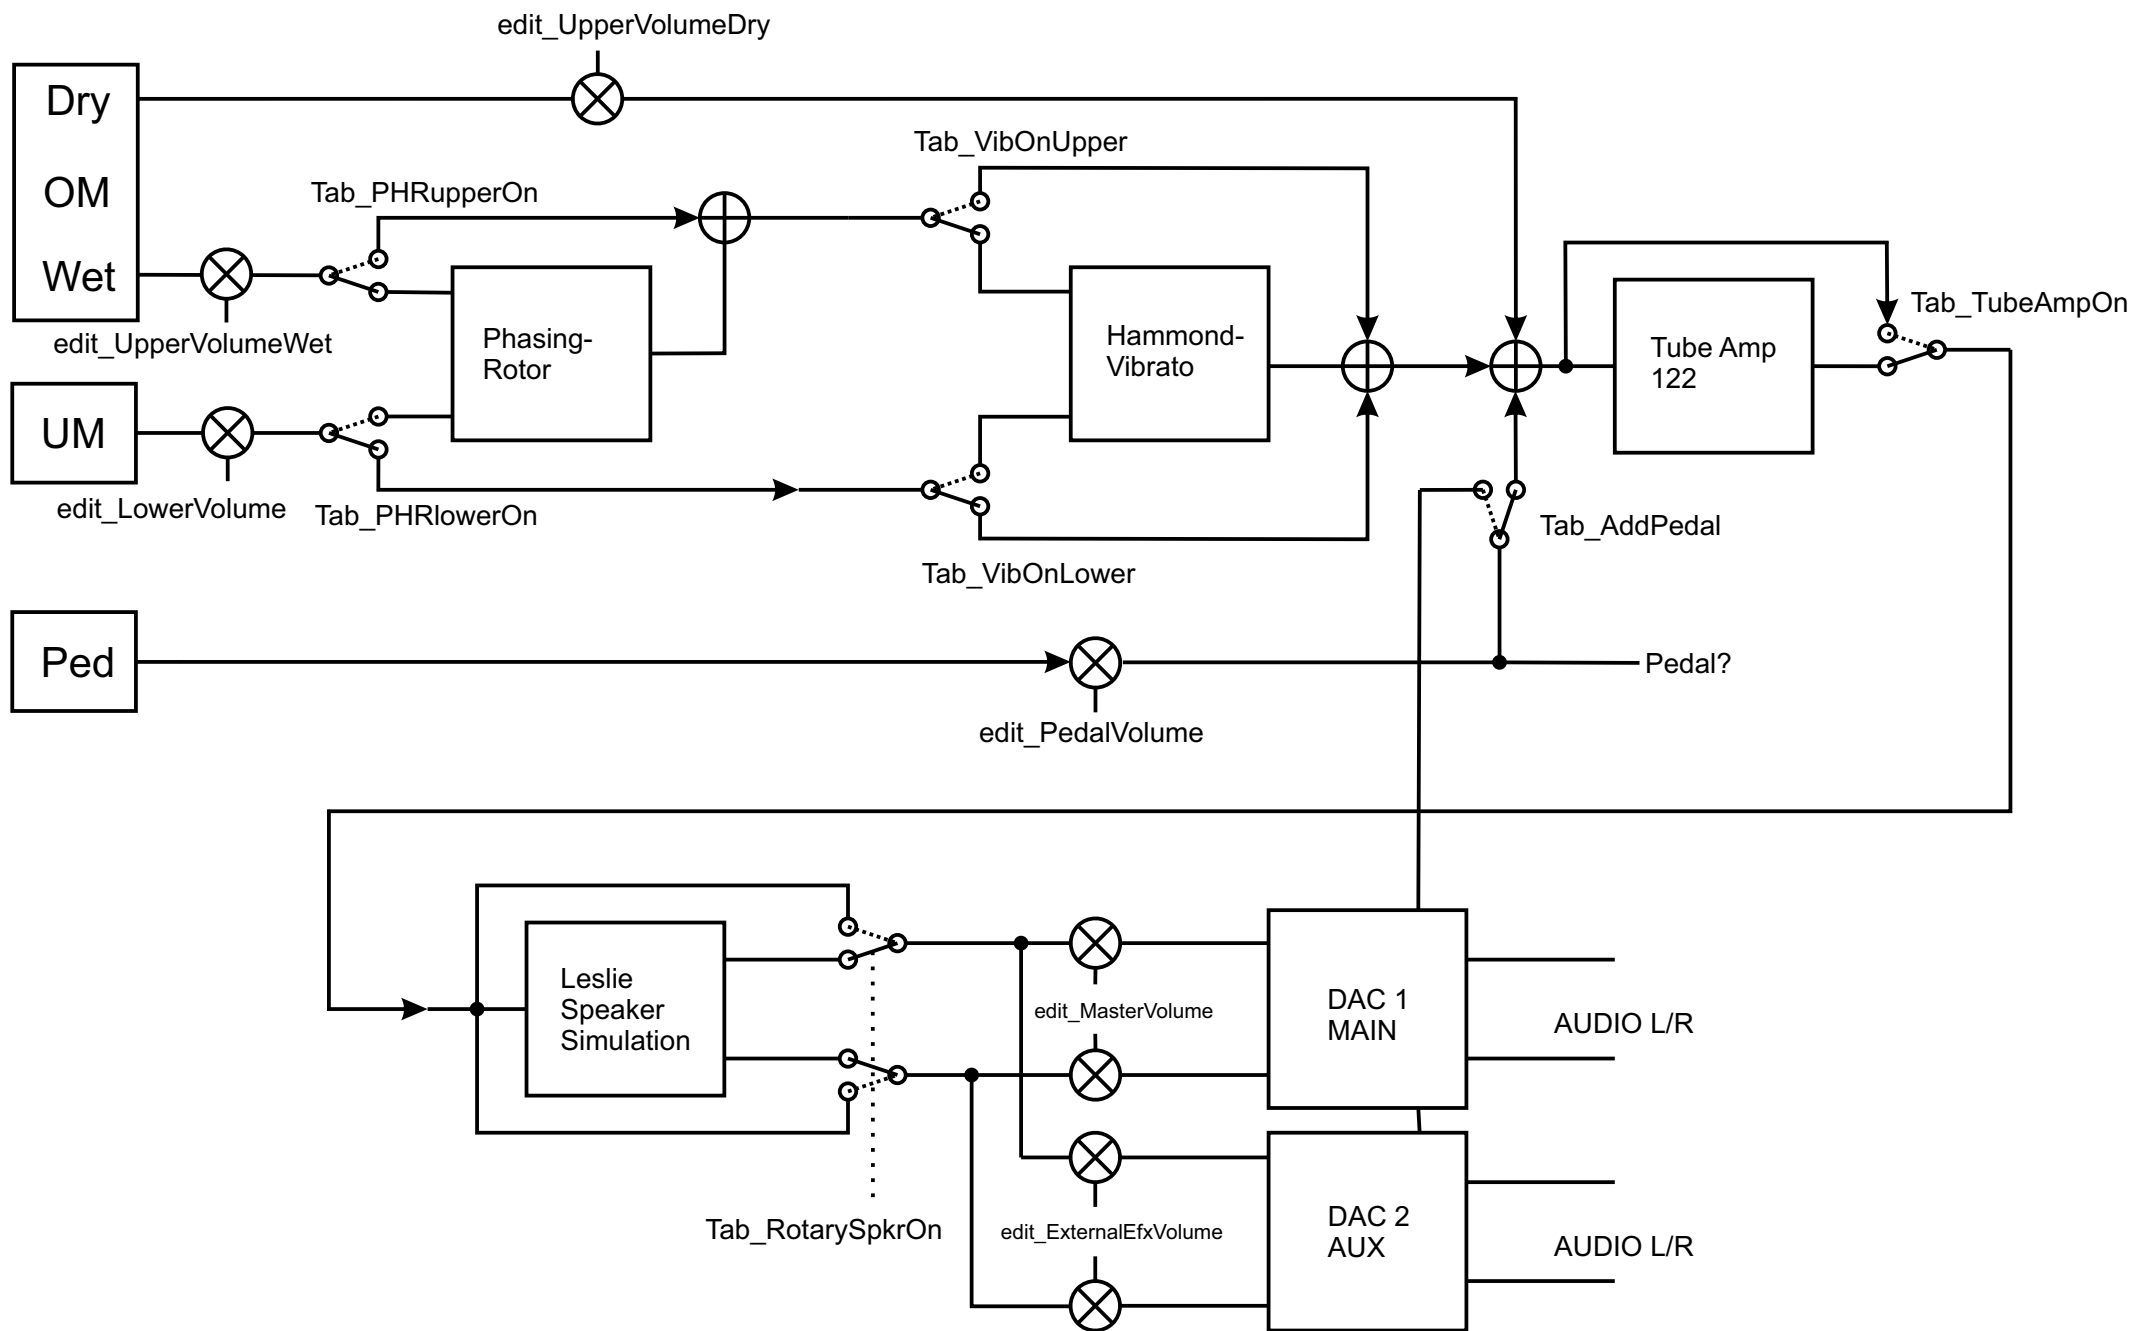 edit_UpperVolumeDry
Dry
OM
Wet
Tab_PHRupperOn
Tab_VibOnUpper
edit_UpperVolumeWet
Phasing-
Rotor
Hammond-
Vibrato
Tube Amp
122
Tab_TubeAmpOn
UM
edit_LowerVolume
Tab_PHRlowerOn
Tab_VibOnLower
Tab_AddPedal
Ped
Pedal?
edit_PedalVolume
Leslie
Speaker
Simulation
edit_MasterVolume
DAC 1
MAIN
AUDIO L/R
Tab_RotarySpkrOn
edit_ExternalEfxVolume
DAC 2
AUX
AUDIO L/R